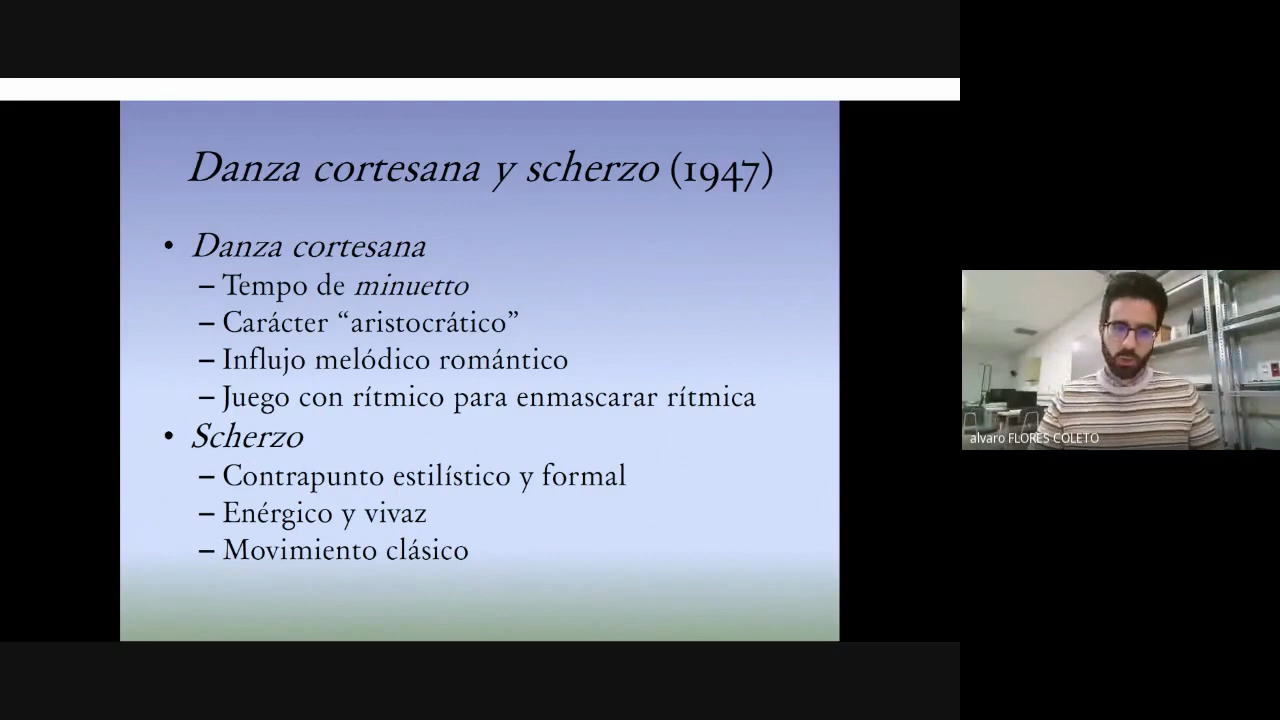 Danza cortesana y scherzo (1947)
• Danza cortesana
– Tempo de minuetto
– Carácter “aristocrático”
– Influjo melódico romántico
– Juego con rítmico para enmascarar rítmica
• Scherzo
– Contrapunto estilístico y formal
– Enérgico y vivaz
– Movimiento clásico
alvaro FLORES COLETO